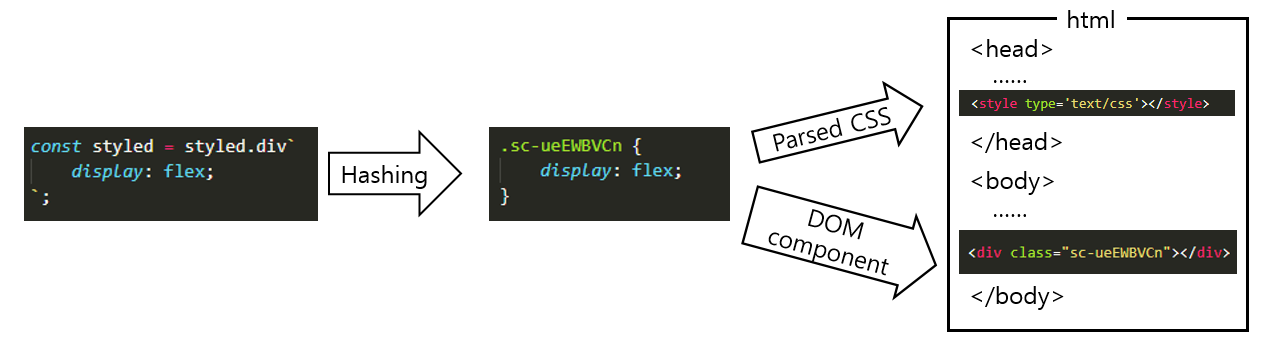 const styled = styled.div`
display: flex;
`;
Hashing
.sc-ueEWBVCn {
display: flex;
}
Parsed CSS
DOM
component
html
<head>
......
<style type='text/css'></style>
</head>
<body>
......
<div class="sc-ueEWBVCn"></div>
</body>